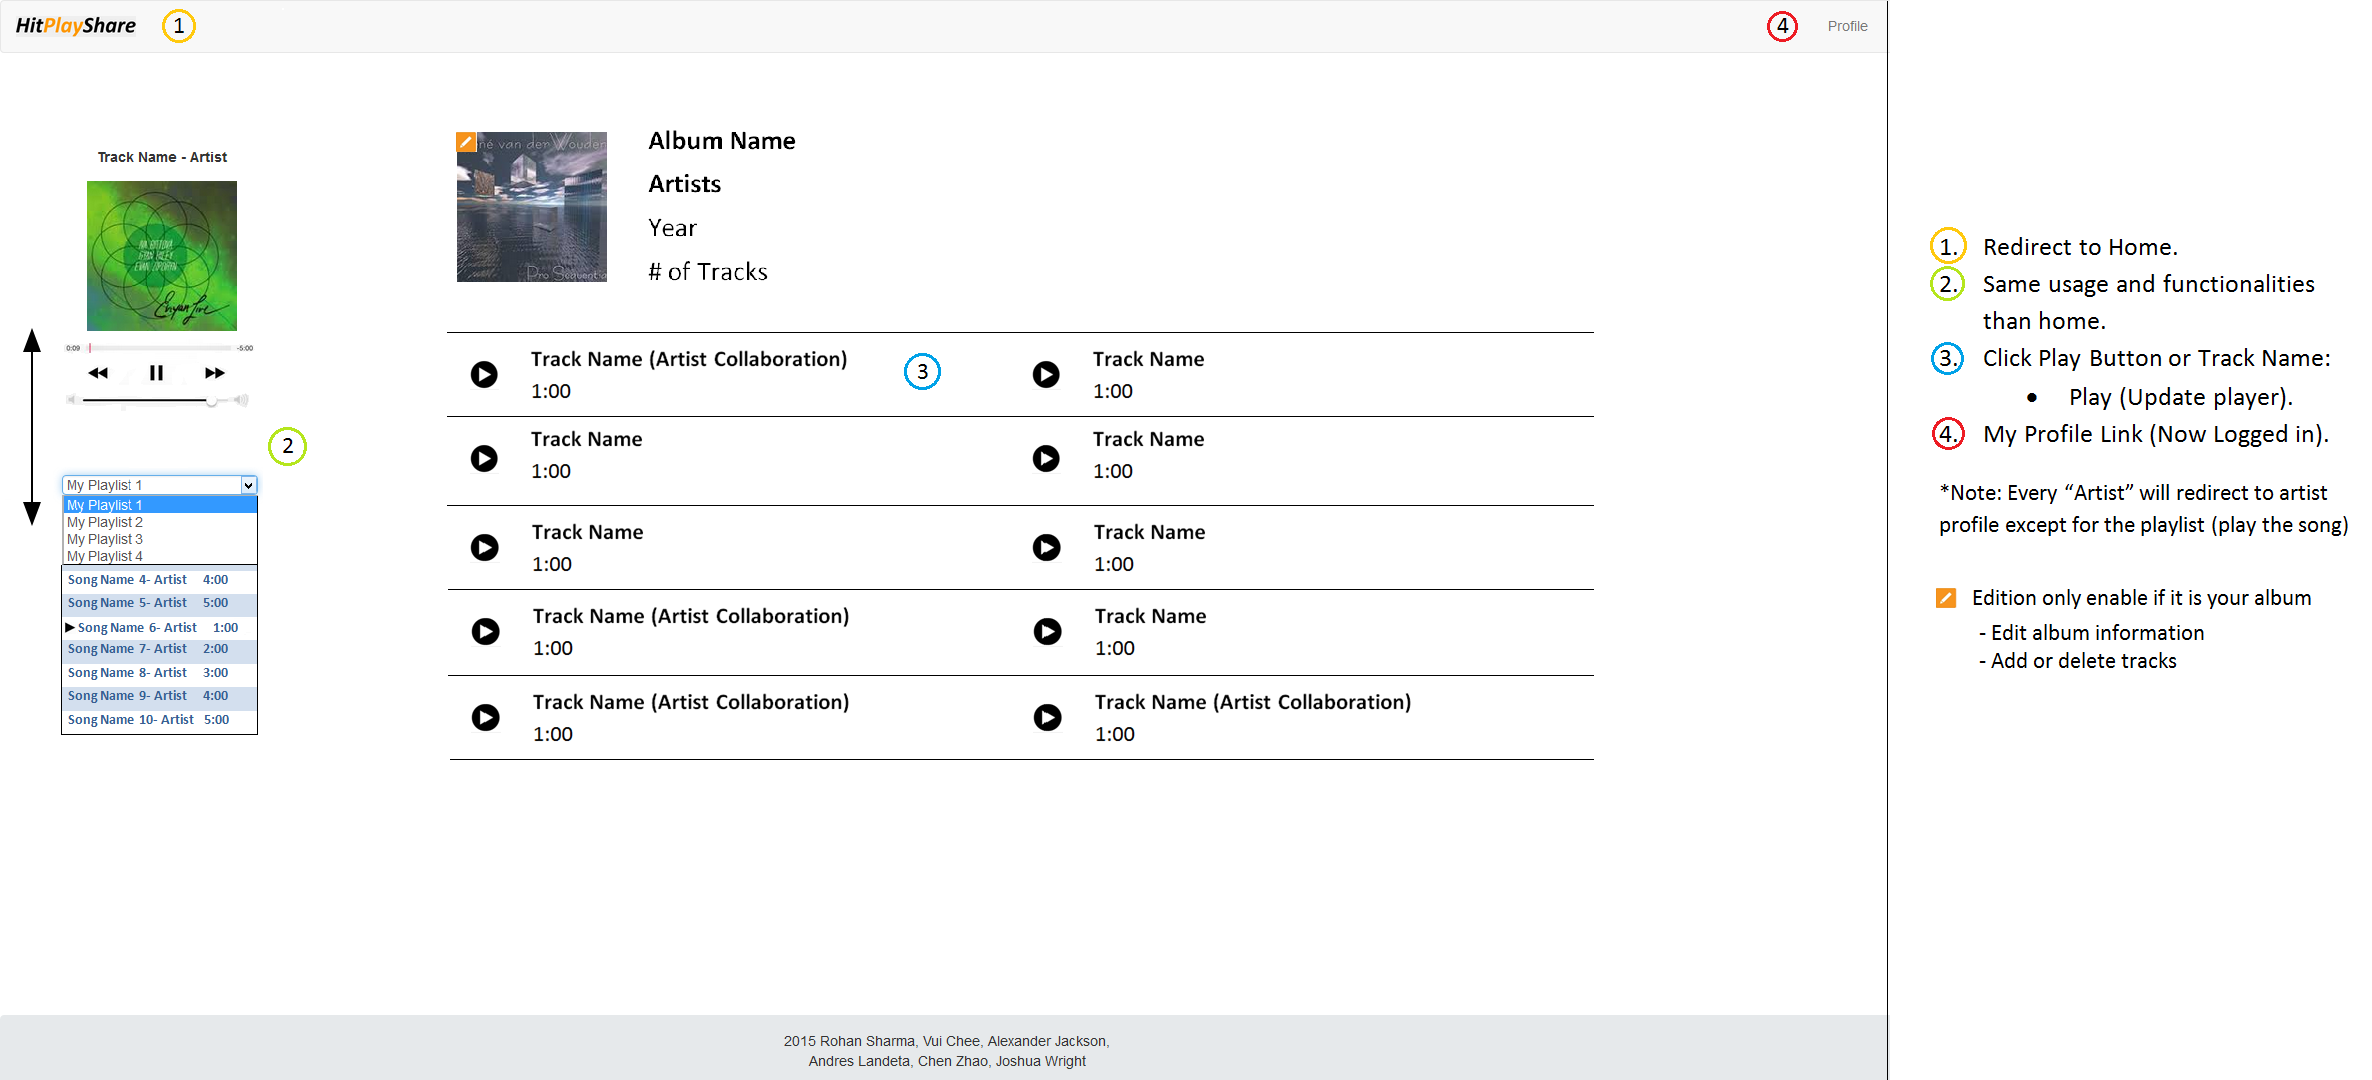 HitPlayShare
1
4
Profile
Track Name - Artist
0:09
-5:00
2
My Playlist 1
My Playlist 1
My Playlist 2
My Playlist 3
My Playlist 4
Song Name 4- Artist 4:00
Song Name 5- Artist 5:00
Song Name 6- Artist 1:00
Song Name 7- Artist 2:00
Song Name 8- Artist 3:00
Song Name 9- Artist 4:00
Song Name 10- Artist 5:00
né van der Wouden
Pro Sequentia
Album Name
Artists
Year
# of Tracks
Track Name (Artist Collaboration)
1:00
3
Track Name
1:00
Track Name
1:00
Track Name
1:00
Track Name
1:00
Track Name
1:00
Track Name (Artist Collaboration)
1:00
Track Name
1:00
Track Name (Artist Collaboration)
1:00
Track Name (Artist Collaboration)
1:00
1. Redirect to Home.
2. Same usage and functionalities
than home.
3. Click Play Button or Track Name:
• Play (Update player).
4. My Profile Link (Now Logged in).
*Note: Every “Artist” will redirect to artist
profile except for the playlist (play the song)
Edition only enable if it is your album
- Edit album information
- Add or delete tracks
2015 Rohan Sharma, Vui Chee, Alexander Jackson,
Andres Landeta, Chen Zhao, Joshua Wright